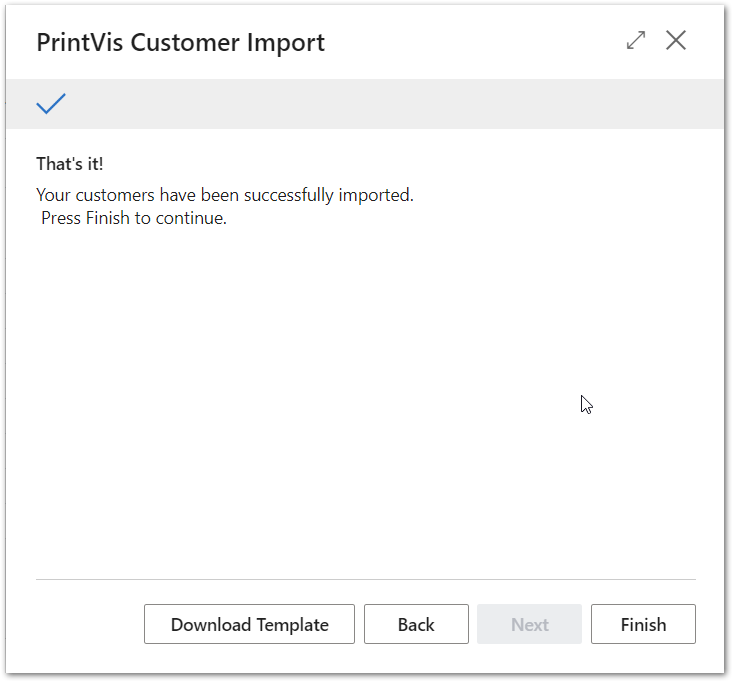 PrintVis Customer Import
That's it!
Your customers have been successfully imported.
Press Finish to continue.
Download Template
Back
Next
Finish